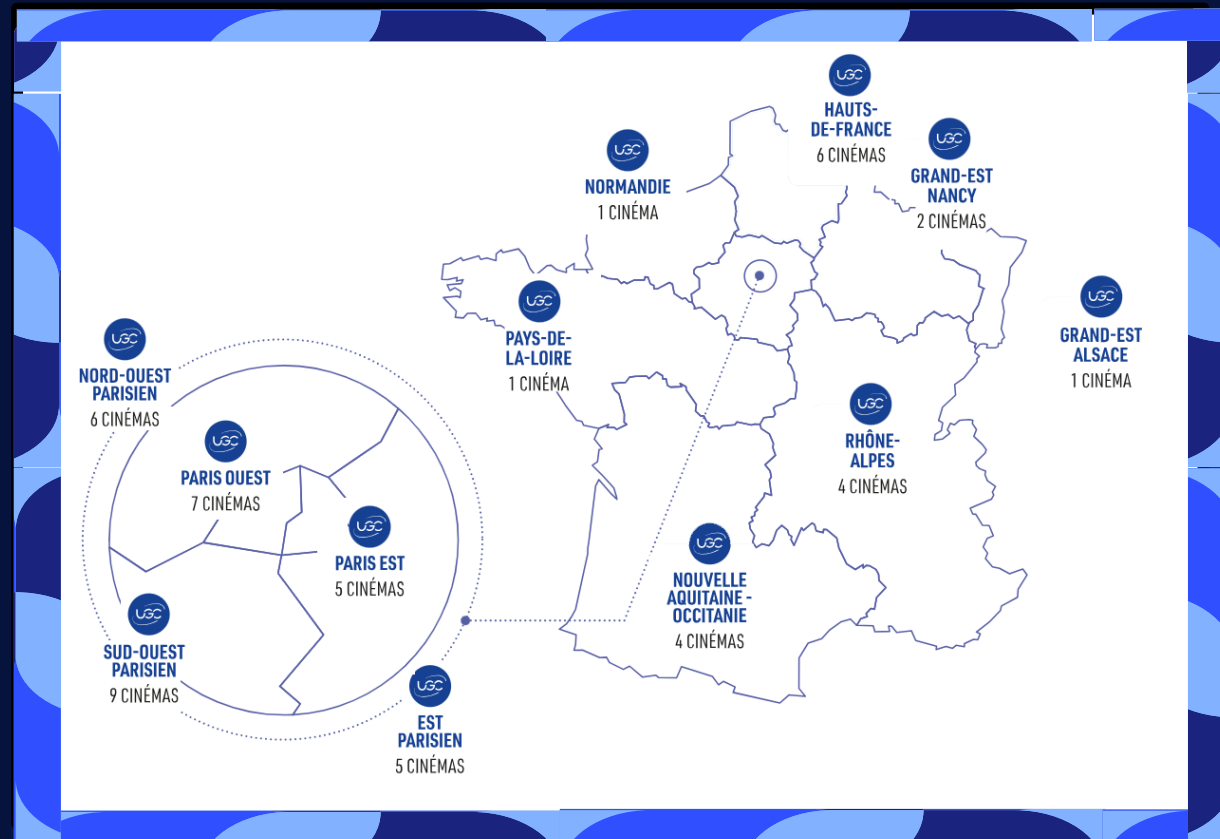 UGC
HAUTS-
DE-FRANCE
6 CINÉMAS
UGC
GRAND-EST
NANCY
2 CINÉMAS
UGC
NORMANDIE
1 CINÉMA
UGC
PAYS-DE-
LA-LOIRE
1 CINÉMA
UGC
GRAND-EST
ALSACE
1 CINÉMA
UGC
NORD-OUEST
PARISIEN
6 CINÉMAS
UGC
PARIS OUEST
7 CINÉMAS
UGC
RHÔNE-
ALPES
4 CINÉMAS
UGC
PARIS EST
5 CINÉMAS
UGC
NOUVELLE
AQUITAINE -
OCCITANIE
4 CINÉMAS
UGC
SUD-OUEST
PARISIEN
9 CINÉMAS
UGC
EST
PARISIEN
5 CINÉMAS